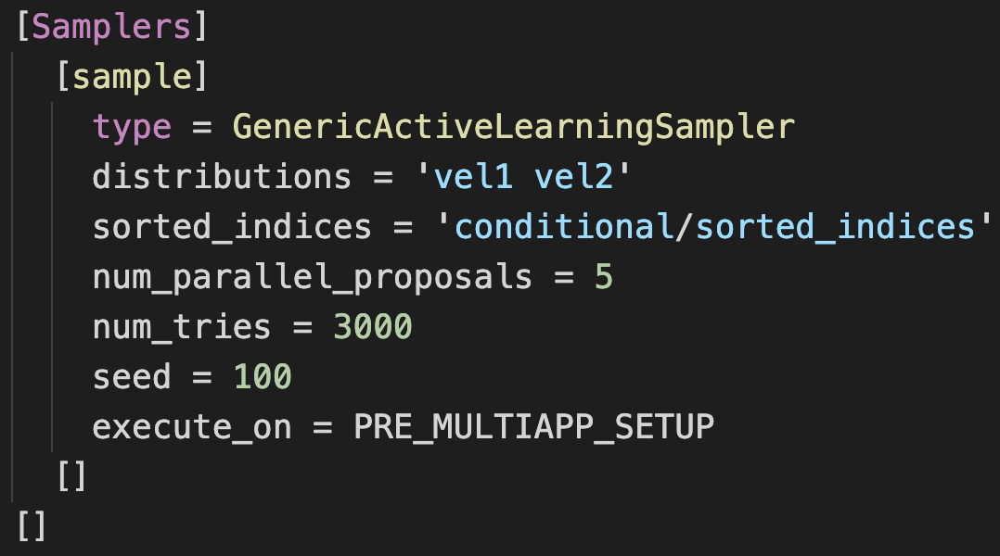 [Samplers]
  [sample]
    type = GenericActiveLearningSampler
    distributions = 'vel1 vel2'
    sorted_indices = 'conditional/sorted_indices'
    num_parallel_proposals = 5
    num_tries = 3000
    seed = 100
    execute_on = PRE_MULTIAPP_SETUP
  []
[]